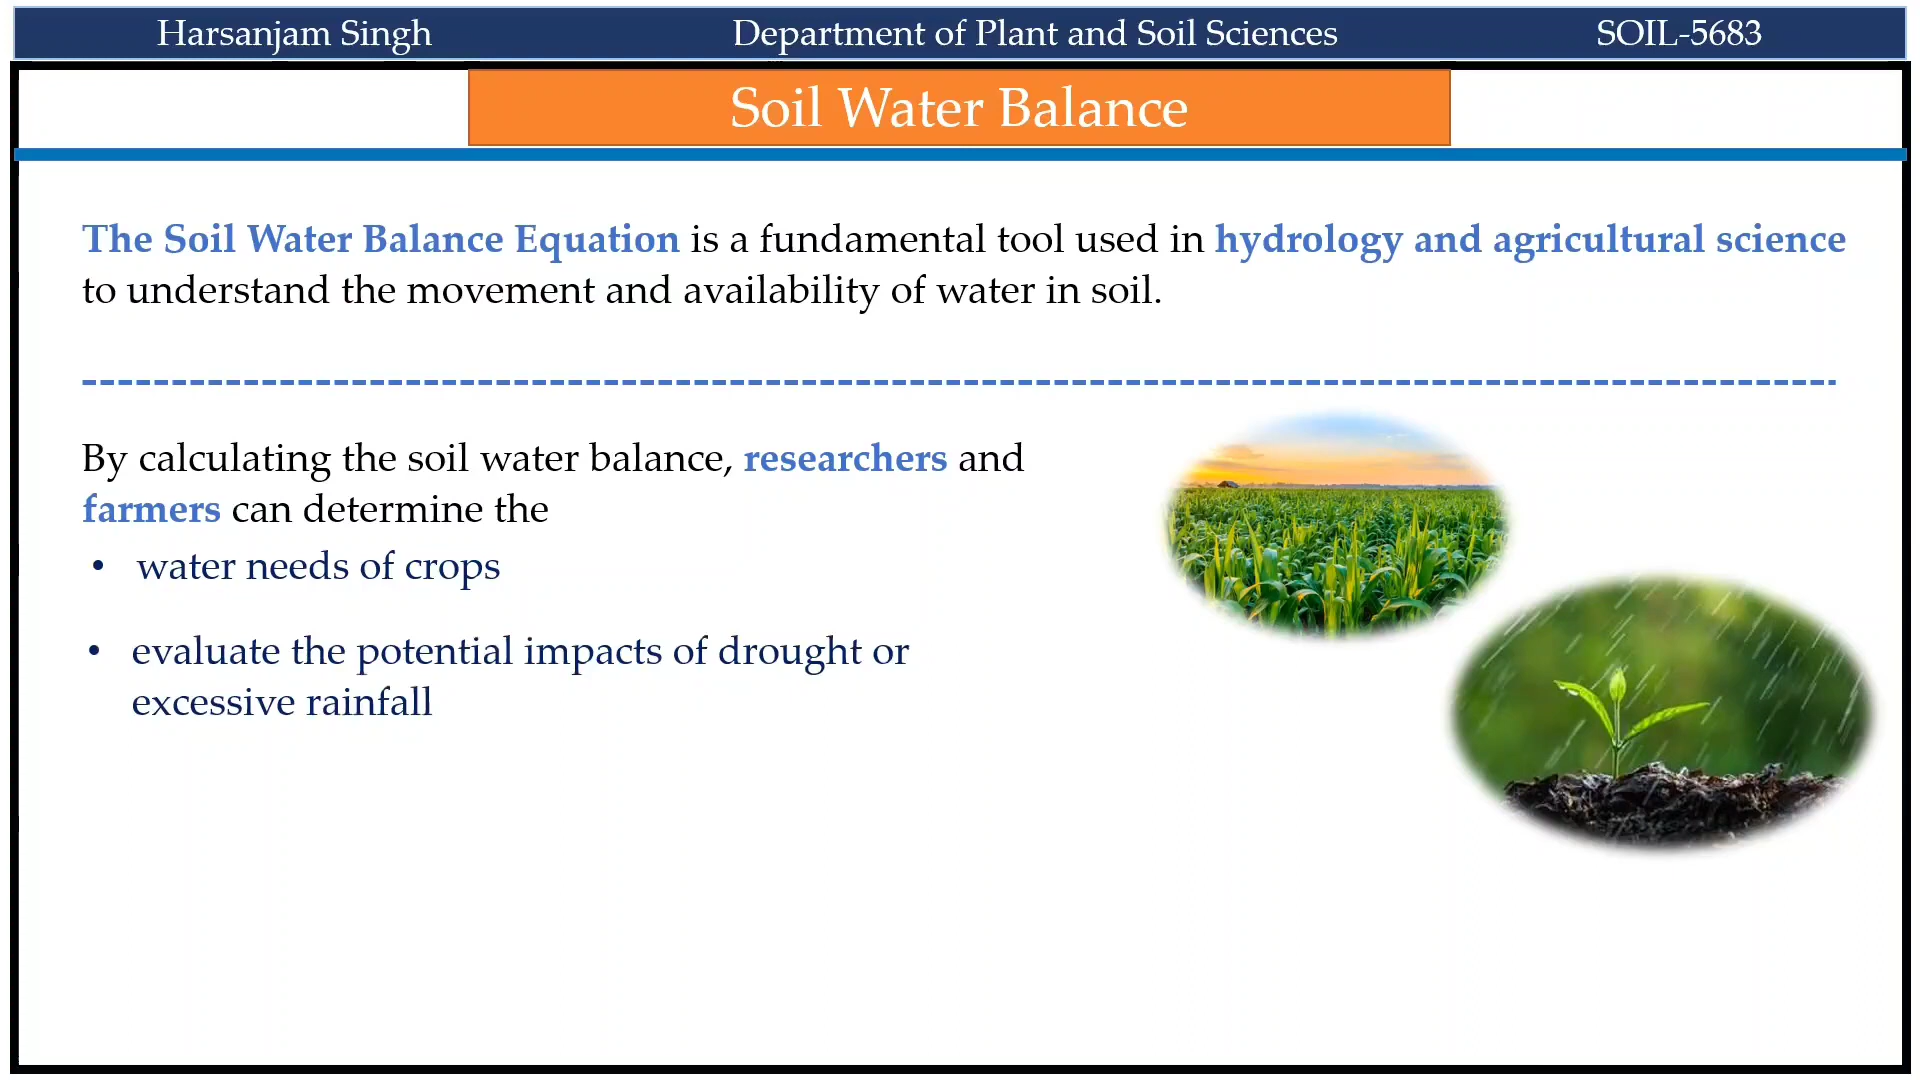 Harsanjam Singh Department of Plant and Soil Sciences SOIL-5683
Soil Water Balance
The Soil Water Balance Equation is a fundamental tool used in hydrology and agricultural science
to understand the movement and availability of water in soil.
By calculating the soil water balance, researchers and
farmers can determine the
• water needs of crops
• evaluate the potential impacts of drought or
excessive rainfall